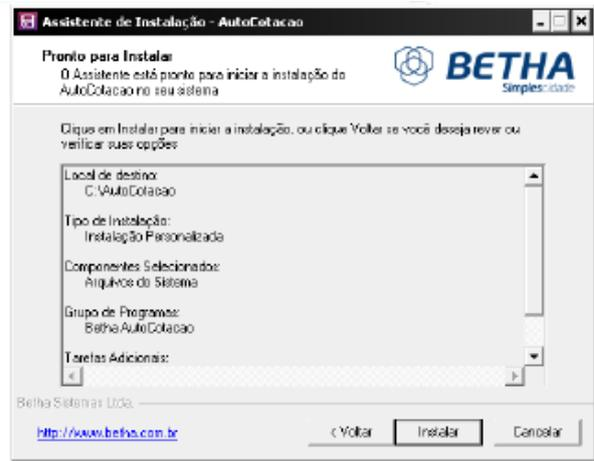 Assistente de Instalação - AutoCotacao
Pronto para Instalar
O Assistente está pronto para iniciar a instalação do
AutoCotacao no seu sistema
BETHA
Simplescidade
Clique em Instalar para iniciar a instalação, ou clique Voltar se você deseja rever ou
verificar suas opções
Local de destino:
C:\AutoCotacao
Tipo de Instalação:
Instalação Personalizada
Componentes Selecionados:
Arquivos do Sistema
Grupo de Programas:
Betha AutoCotacao
Tarefas Adicionais:
Betha Sistemas Ltda.
http://www.betha.com.br
< Voltar
Instalar
Cancelar